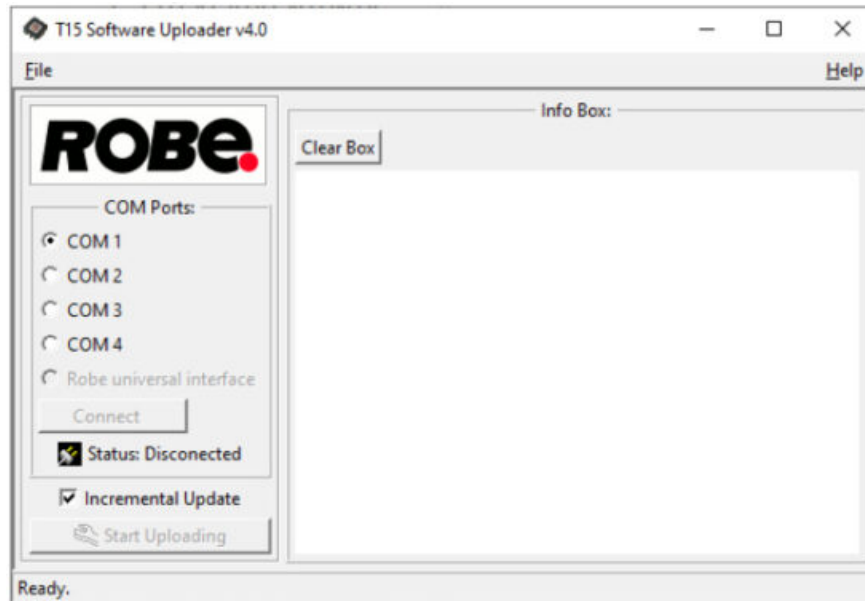 T15 Software Uploader v4.0
File
Help
ROBE
COM Ports:
COM 1
COM 2
COM 3
COM 4
Robe universal interface
Connect
Status: Disconected
Incremental Update
Start Uploading
Info Box:
Clear Box
Ready.